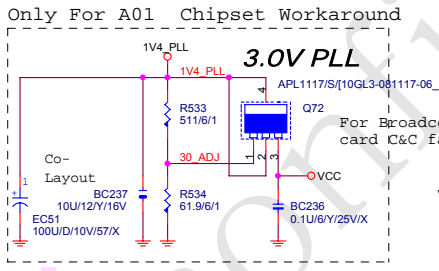 Only For A01 Chipset Workaround
1V4_PLL
3.0V PLL
1V4_PLL
APL1117/S/[10GL3-081117-06_
4
R533
511/6/1
Q72
For Broadco
card C&C fa
30_ADJ
1
2
3
Co-
Layout
VCC
1
+
BC237
10U/12/Y/16V
R534
61.9/6/1
BC236
0.1U/6/Y/25V/X
EC51
100U/D/10V/57/X